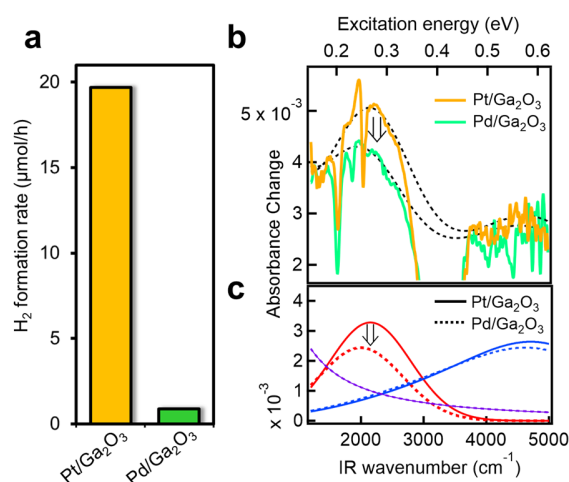 a
20
15
10
5
0
H₂ formation rate (µmol/h)
Pt/Ga₂O₃
Pd/Ga₂O₃
b
Excitation energy (eV)
0.2 0.3 0.4 0.5 0.6
Pt/Ga₂O₃
Pd/Ga₂O₃
5 x 10⁻³
4
3
2
Absorbance Change
c
Pt/Ga₂O₃
Pd/Ga₂O₃
4
3
2
1
0
x 10⁻³
2000 3000 4000 5000
IR wavenumber (cm⁻¹)